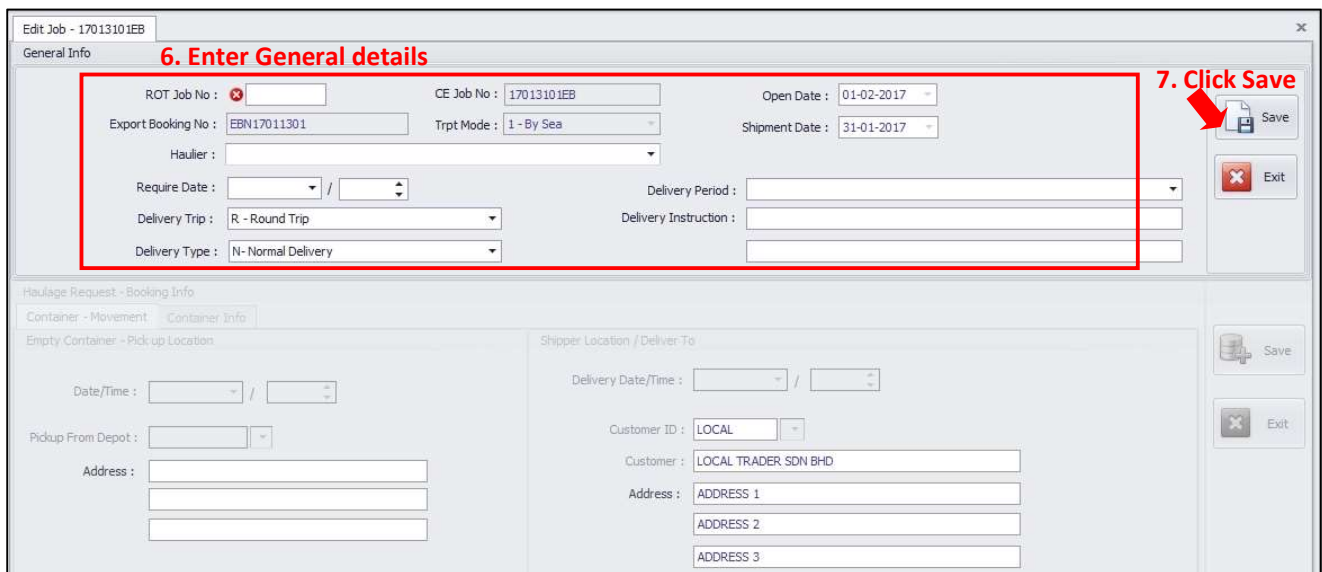 Edit Job - 17013101EB
General Info
6. Enter General details
7. Click Save
ROT Job No :
CE Job No : 17013101EB
Open Date : 01-02-2017
Save
Export Booking No : EBN17011301
Trpt Mode : 1 - By Sea
Shipment Date : 31-01-2017
Haulier :
Exit
Require Date : /
Delivery Period :
Delivery Trip : R - Round Trip
Delivery Instruction :
Delivery Type : N- Normal Delivery
Haulage Request - Booking Info
Container - Movement Container Info
Empty Container - Pick up Location
Shipper Location / Deliver To
Save
Date/Time : /
Delivery Date/Time : /
Pickup From Depot :
Customer ID : LOCAL
Exit
Customer : LOCAL TRADER SDN BHD
Address :
Address : ADDRESS 1
ADDRESS 2
ADDRESS 3